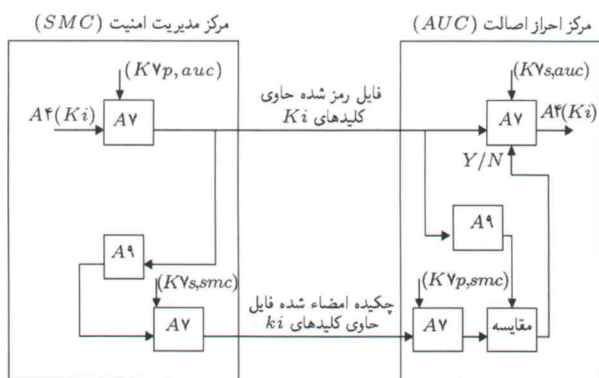 مرکز مدیریت امنیت (SMC)
مرکز احراز اصالت (AUC)
(K۷p, auc)
A۴(Ki)
A۷
فایل رمز شده حاوی
کلیدهای Ki
(K۷s,auc)
A۷
A۴(Ki)
Y/N
A۹
A۹
(K۷s,smc)
A۷
چکیده امضاء شده فایل
حاوی کلیدهای ki
(K۷p,smc)
A۷
مقایسه